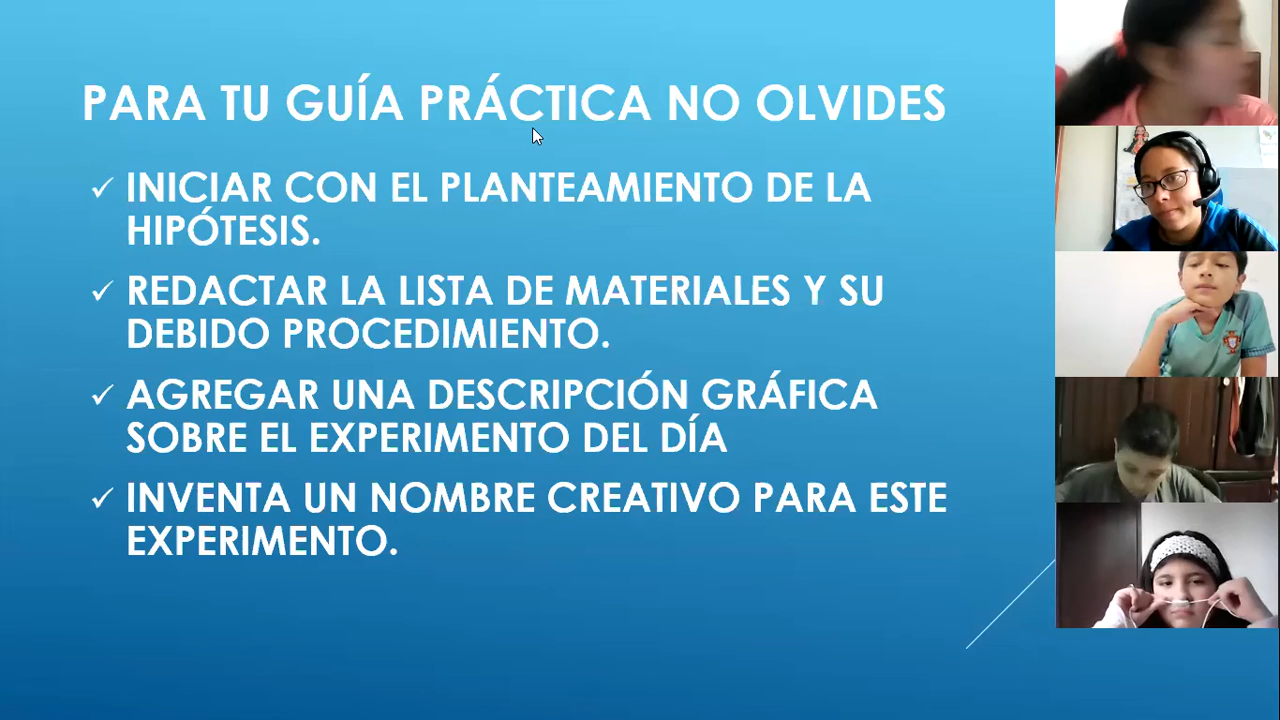 PARA TU GUÍA PRÁCTICA NO OLVIDES
✓ INICIAR CON EL PLANTEAMIENTO DE LA
HIPÓTESIS.
✓ REDACTAR LA LISTA DE MATERIALES Y SU
DEBIDO PROCEDIMIENTO.
✓ AGREGAR UNA DESCRIPCIÓN GRÁFICA
SOBRE EL EXPERIMENTO DEL DÍA
✓ INVENTA UN NOMBRE CREATIVO PARA ESTE
EXPERIMENTO.